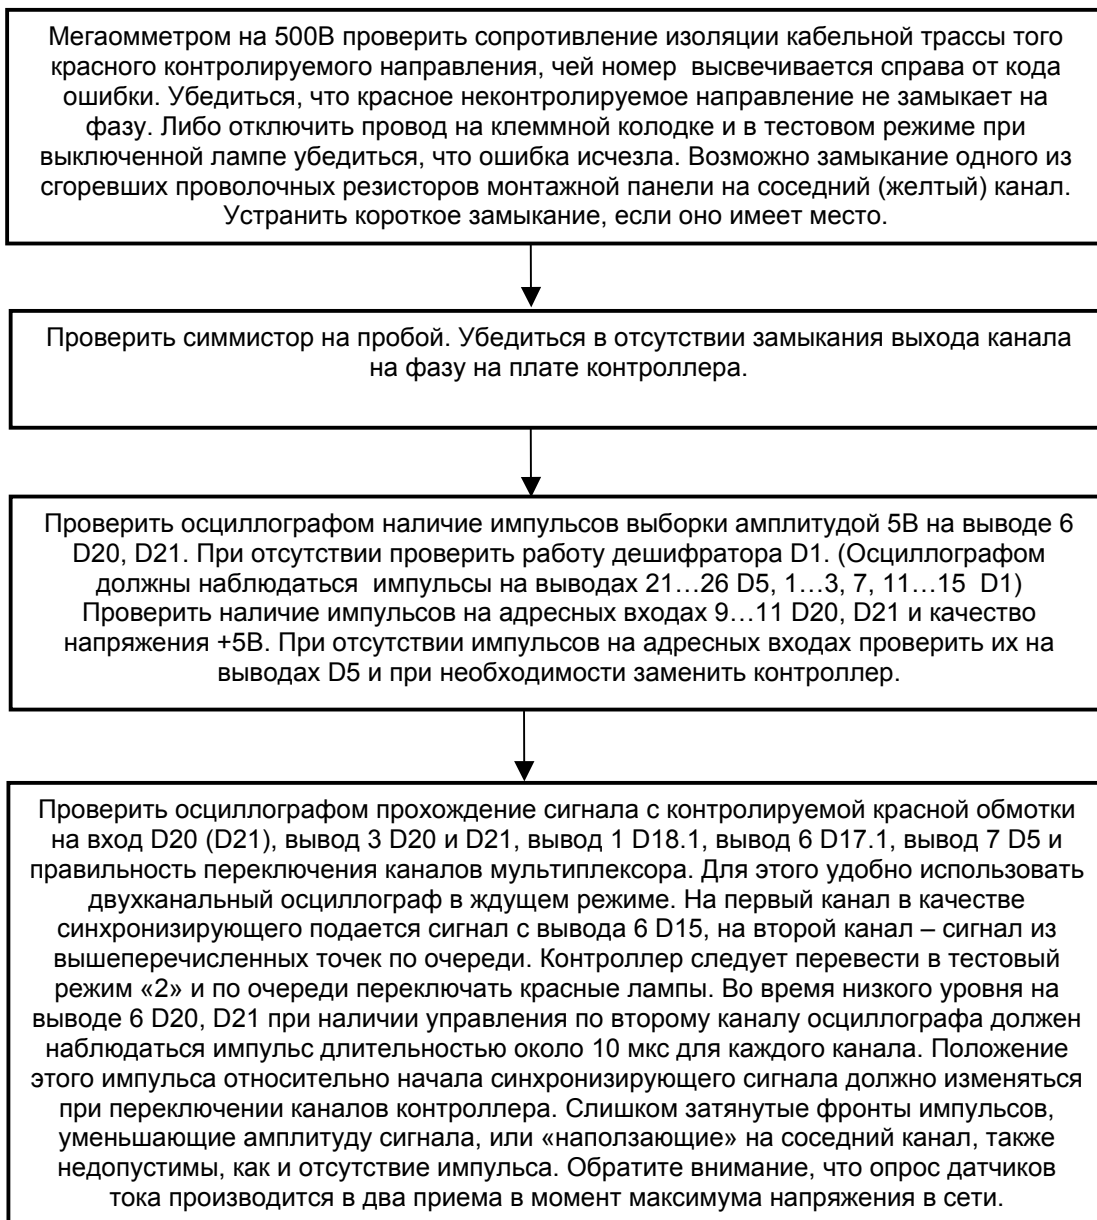 Мегаомметром на 500В проверить сопротивление изоляции кабельной трассы того
красного контролируемого направления, чей номер высвечивается справа от кода
ошибки. Убедиться, что красное неконтролируемое направление не замыкает на
фазу. Либо отключить провод на клеммной колодке и в тестовом режиме при
выключенной лампе убедиться, что ошибка исчезла. Возможно замыкание одного из
сгоревших проволочных резисторов монтажной панели на соседний (желтый) канал.
Устранить короткое замыкание, если оно имеет место.
Проверить симмистор на пробой. Убедиться в отсутствии замыкания выхода канала
на фазу на плате контроллера.
Проверить осциллографом наличие импульсов выборки амплитудой 5В на выводе 6
D20, D21. При отсутствии проверить работу дешифратора D1. (Осциллографом
должны наблюдаться импульсы на выводах 21…26 D5, 1…3, 7, 11…15 D1)
Проверить наличие импульсов на адресных входах 9…11 D20, D21 и качество
напряжения +5В. При отсутствии импульсов на адресных входах проверить их на
выводах D5 и при необходимости заменить контроллер.
Проверить осциллографом прохождение сигнала с контролируемой красной обмотки
на вход D20 (D21), вывод 3 D20 и D21, вывод 1 D18.1, вывод 6 D17.1, вывод 7 D5 и
правильность переключения каналов мультиплексора. Для этого удобно использовать
двухканальный осциллограф в ждущем режиме. На первый канал в качестве
синхронизирующего подается сигнал с вывода 6 D15, на второй канал – сигнал из
вышеперечисленных точек по очереди. Контроллер следует перевести в тестовый
режим «2» и по очереди переключать красные лампы. Во время низкого уровня на
выводе 6 D20, D21 при наличии управления по второму каналу осциллографа должен
наблюдаться импульс длительностью около 10 мкс для каждого канала. Положение
этого импульса относительно начала синхронизирующего сигнала должно изменяться
при переключении каналов контроллера. Слишком затянутые фронты импульсов,
уменьшающие амплитуду сигнала, или «наползающие» на соседний канал, также
недопустимы, как и отсутствие импульса. Обратите внимание, что опрос датчиков
тока производится в два приема в момент максимума напряжения в сети.